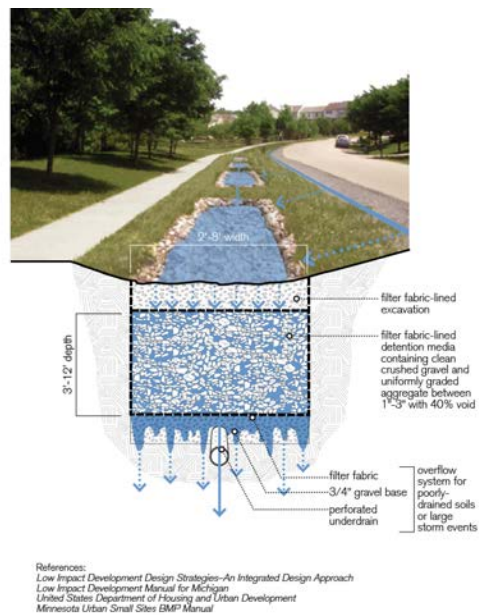 2'-8' width
filter fabric-lined
excavation
3'-12' depth
filter fabric-lined
detention media
containing clean
crushed gravel and
uniformly graded
aggregate between
1"-3" with 40% void
filter fabric
3/4" gravel base
perforated
underdrain
overflow
system for
poorly-
drained soils
or large
storm events
References:
Low Impact Development Design Strategies–An Integrated Design Approach
Low Impact Development Manual for Michigan
United States Department of Housing and Urban Development
Minnesota Urban Small Sites BMP Manual